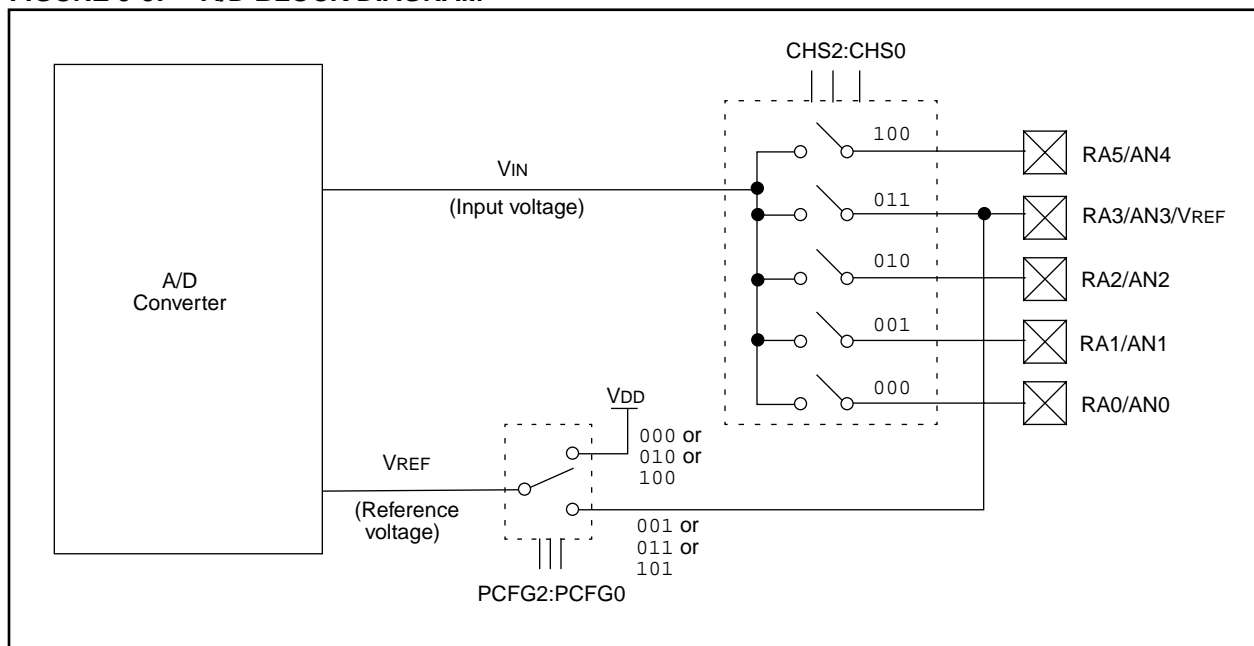 CHS2:CHS0
100
RA5/AN4
VIN
(Input voltage)
011
RA3/AN3/VREF
010
RA2/AN2
A/D
Converter
001
RA1/AN1
000
RA0/AN0
VDD
000 or
010 or
100
VREF
(Reference
voltage)
001 or
011 or
101
PCFG2:PCFG0